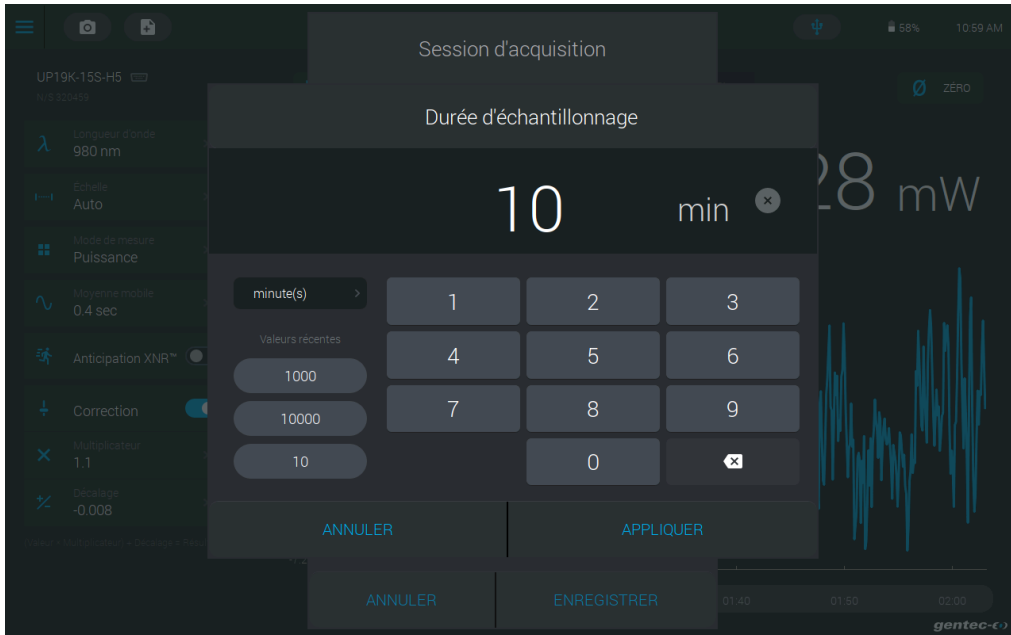 58%
10:59 AM
Session d'acquisition
UP19K-15S-H5
N/S 320459
ZÉRO
Durée d'échantillonnage
Longueur d'onde
980 nm
Echelle
Auto
10 min
28 mW
Mode de mesure
Puissance
minute(s)
1 2 3
Moyenne mobile
0.4 sec
Valeurs récentes
Anticipation XNR™
1000
4 5 6
Correction
10000
7 8 9
Multiplicateur
1.1
10
0
Décalage
-0.008
ANNULER
APPLIQUER
ANNULER
ENREGISTRER
01:40
01:50
02:00
gentec-eo